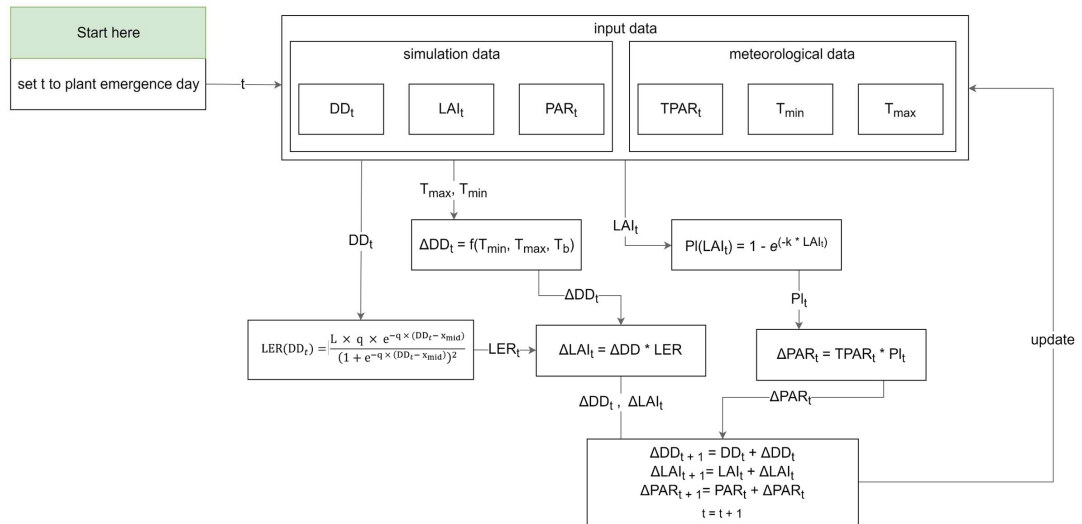 Start here
set t to plant emergence day
t
input data
simulation data
meteorological data
DDt
LAIt
PARt
TPARt
Tmin
Tmax
Tmax, Tmin
DDt
LAIt
ΔDDt = f(Tmin, Tmax, Tb)
PI(LAIt) = 1 - e(-k * LAIt)
ΔDDt
PIt
LER(DDt) = L × q × e−q × (DDt− xmid)
(1 + e−q × (DDt− xmid))2
LERt
ΔLAIt = ΔDD * LER
ΔPARt = TPARt * PIt
update
ΔDDt , ΔLAIt
ΔPARt
ΔDDt + 1 = DDt + ΔDDt
ΔLAIt + 1= LAIt + ΔLAIt
ΔPARt + 1= PARt + ΔPARt
t = t + 1